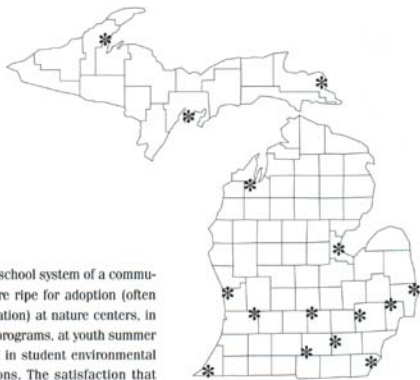 school system of a commu-
re ripe for adoption (often
ation) at nature centers, in
programs, at youth summer
in student environmental
ons. The satisfaction that